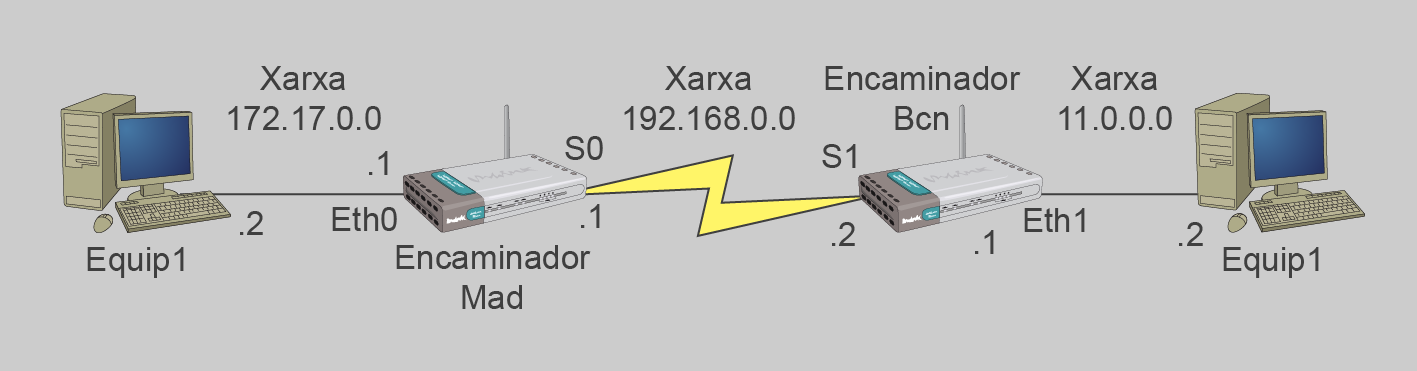 Xarxa
172.17.0.0
.1
.2
Eth0
Equip1
S0
.1
Encaminador
Mad
Xarxa
192.168.0.0
Encaminador
Bcn
S1
.2
.1
Eth1
Xarxa
11.0.0.0
.2
Equip1